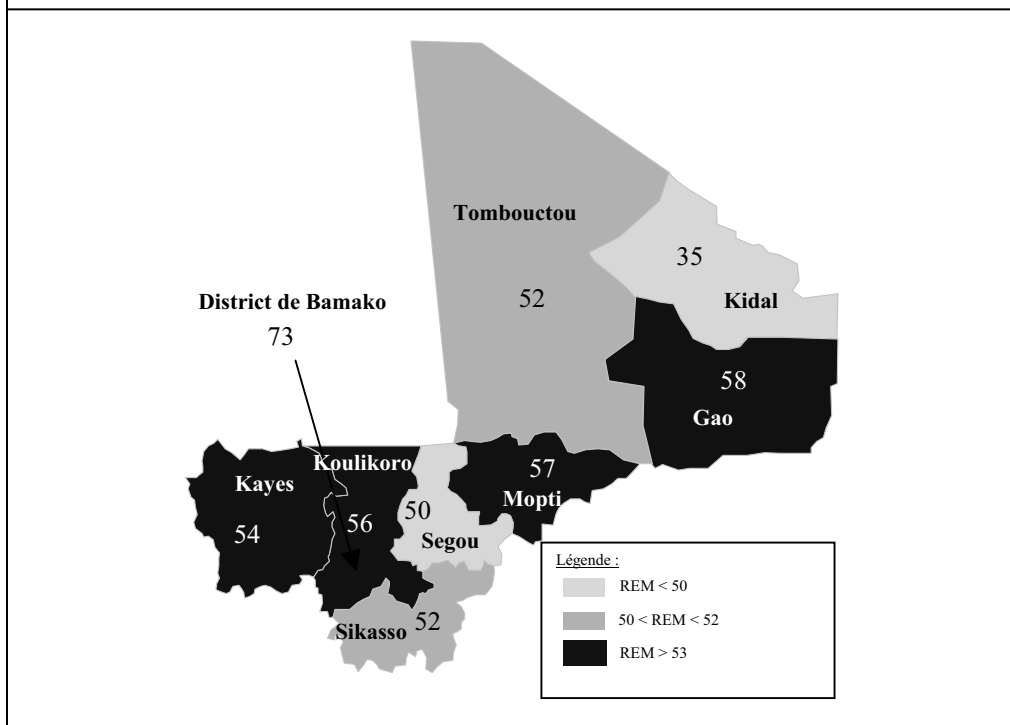 Tombouctou
35
52
Kidal
District de Bamako
73
58
Gao
Koulikoro
57
Kayes
Mopti
50
56
54
Segou
Légende :
REM < 50
50 < REM < 52
REM > 53
52
Sikasso